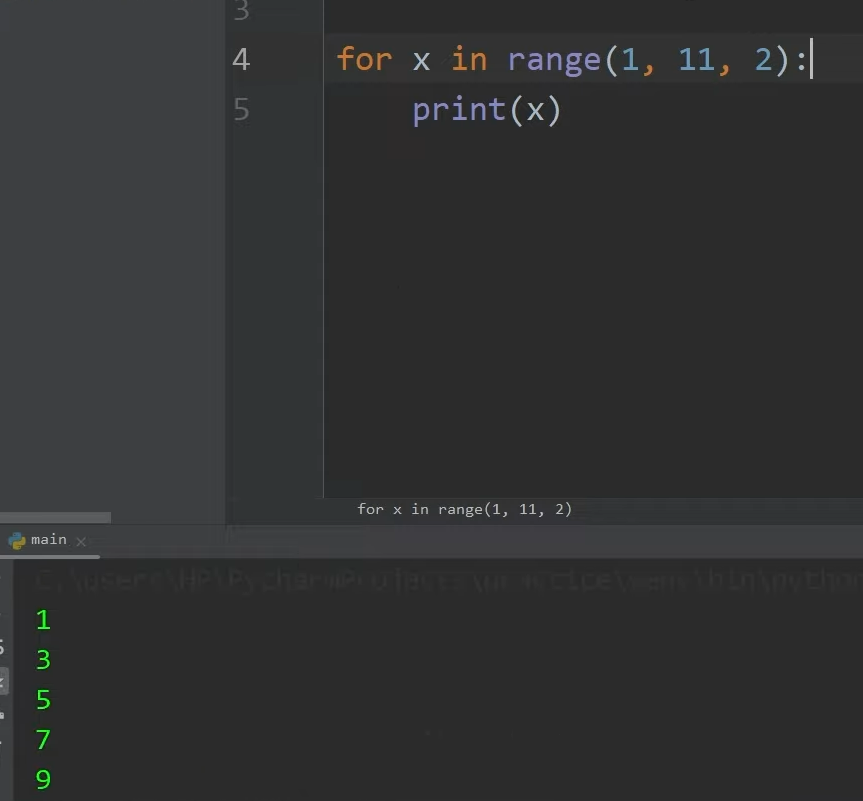 3
4 for x in range(1, 11, 2):
5 print(x)
for x in range(1, 11, 2)
main
1
3
5
7
9